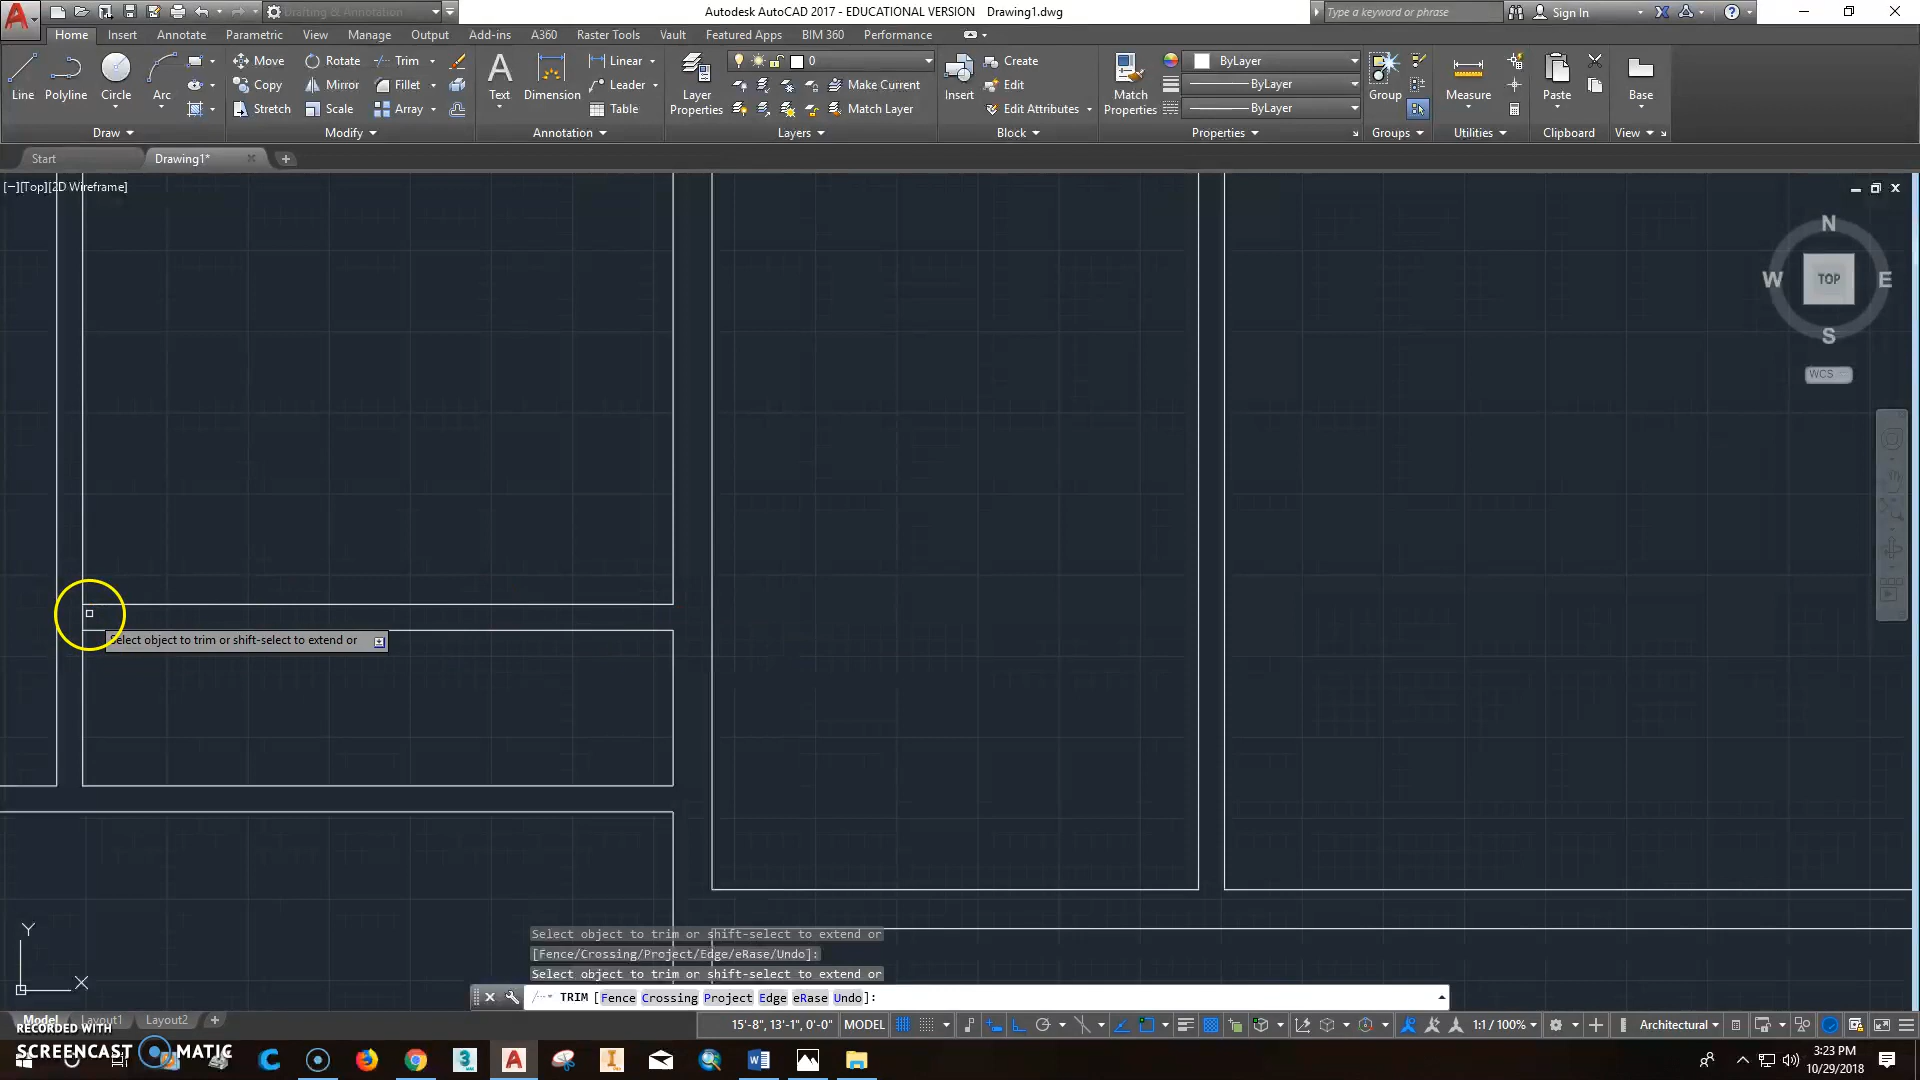 Drafting & Annotation
Autodesk AutoCAD 2017 - EDUCATIONAL VERSION Drawing1.dwg
Type a keyword or phrase
Sign In
Home Insert Annotate Parametric View Manage Output Add-ins A360 Raster Tools Vault Featured Apps BIM 360 Performance
Line Polyline Circle Arc
Move Rotate Trim
Copy Mirror Fillet
Stretch Scale Array
Text Dimension
Linear
Leader
Table
Layer Properties
0
Make Current
Match Layer
Insert
Create
Edit
Edit Attributes
Match Properties
ByLayer
ByLayer
ByLayer
Group
Measure
Paste
Base
Draw Modify Annotation Layers Block Properties Groups Utilities Clipboard View
Start Drawing1*
[−][Top][2D Wireframe]
N
W TOP E
S
WCS
Select object to trim or shift-select to extend or
Y
X
Select object to trim or shift-select to extend or
[Fence/Crossing/Project/Edge/eRase/Undo]:
Select object to trim or shift-select to extend or
TRIM [Fence Crossing Project Edge eRase Undo]:
Model Layout1 Layout2
15'-8", 13'-1", 0'-0" MODEL
1:1 / 100%
Architectural
RECORDED WITH
SCREENCAST MATIC
3:23 PM
10/29/2018